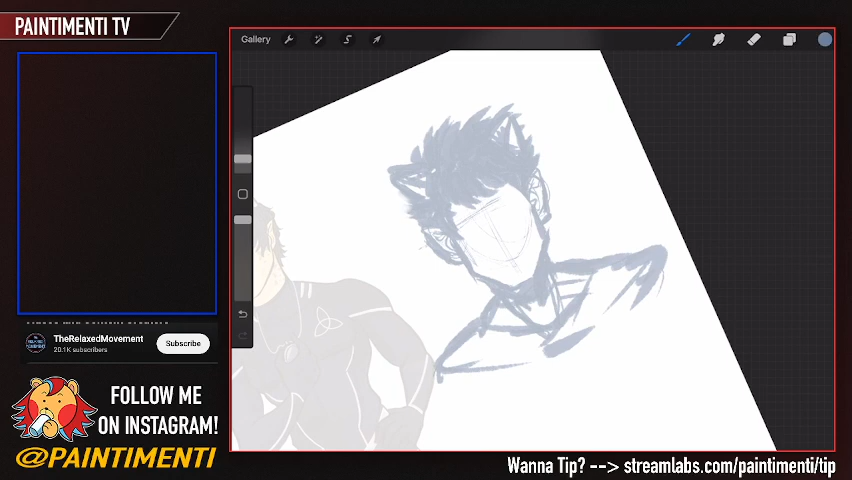 PAINTIMENTI TV
Gallery
TheRelaxedMovement
20.1K subscribers
Subscribe
FOLLOW ME
ON INSTAGRAM!
@PAINTIMENTI
Wanna Tip? --> streamlabs.com/paintimenti/tip